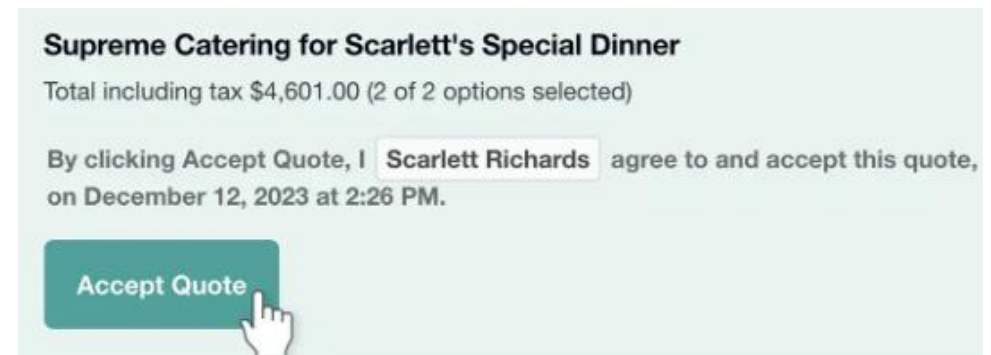 Supreme Catering for Scarlett's Special Dinner
Total including tax $4,601.00 (2 of 2 options selected)
By clicking Accept Quote, I Scarlett Richards agree to and accept this quote,
on December 12, 2023 at 2:26 PM.
Accept Quote